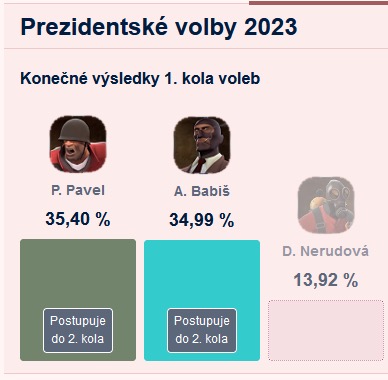 Prezidentské volby 2023
Konečné výsledky 1. kola voleb
P. Pavel
35,40 %
Postupuje
do 2. kola
A. Babiš
34,99 %
Postupuje
do 2. kola
D. Nerudová
13,92 %